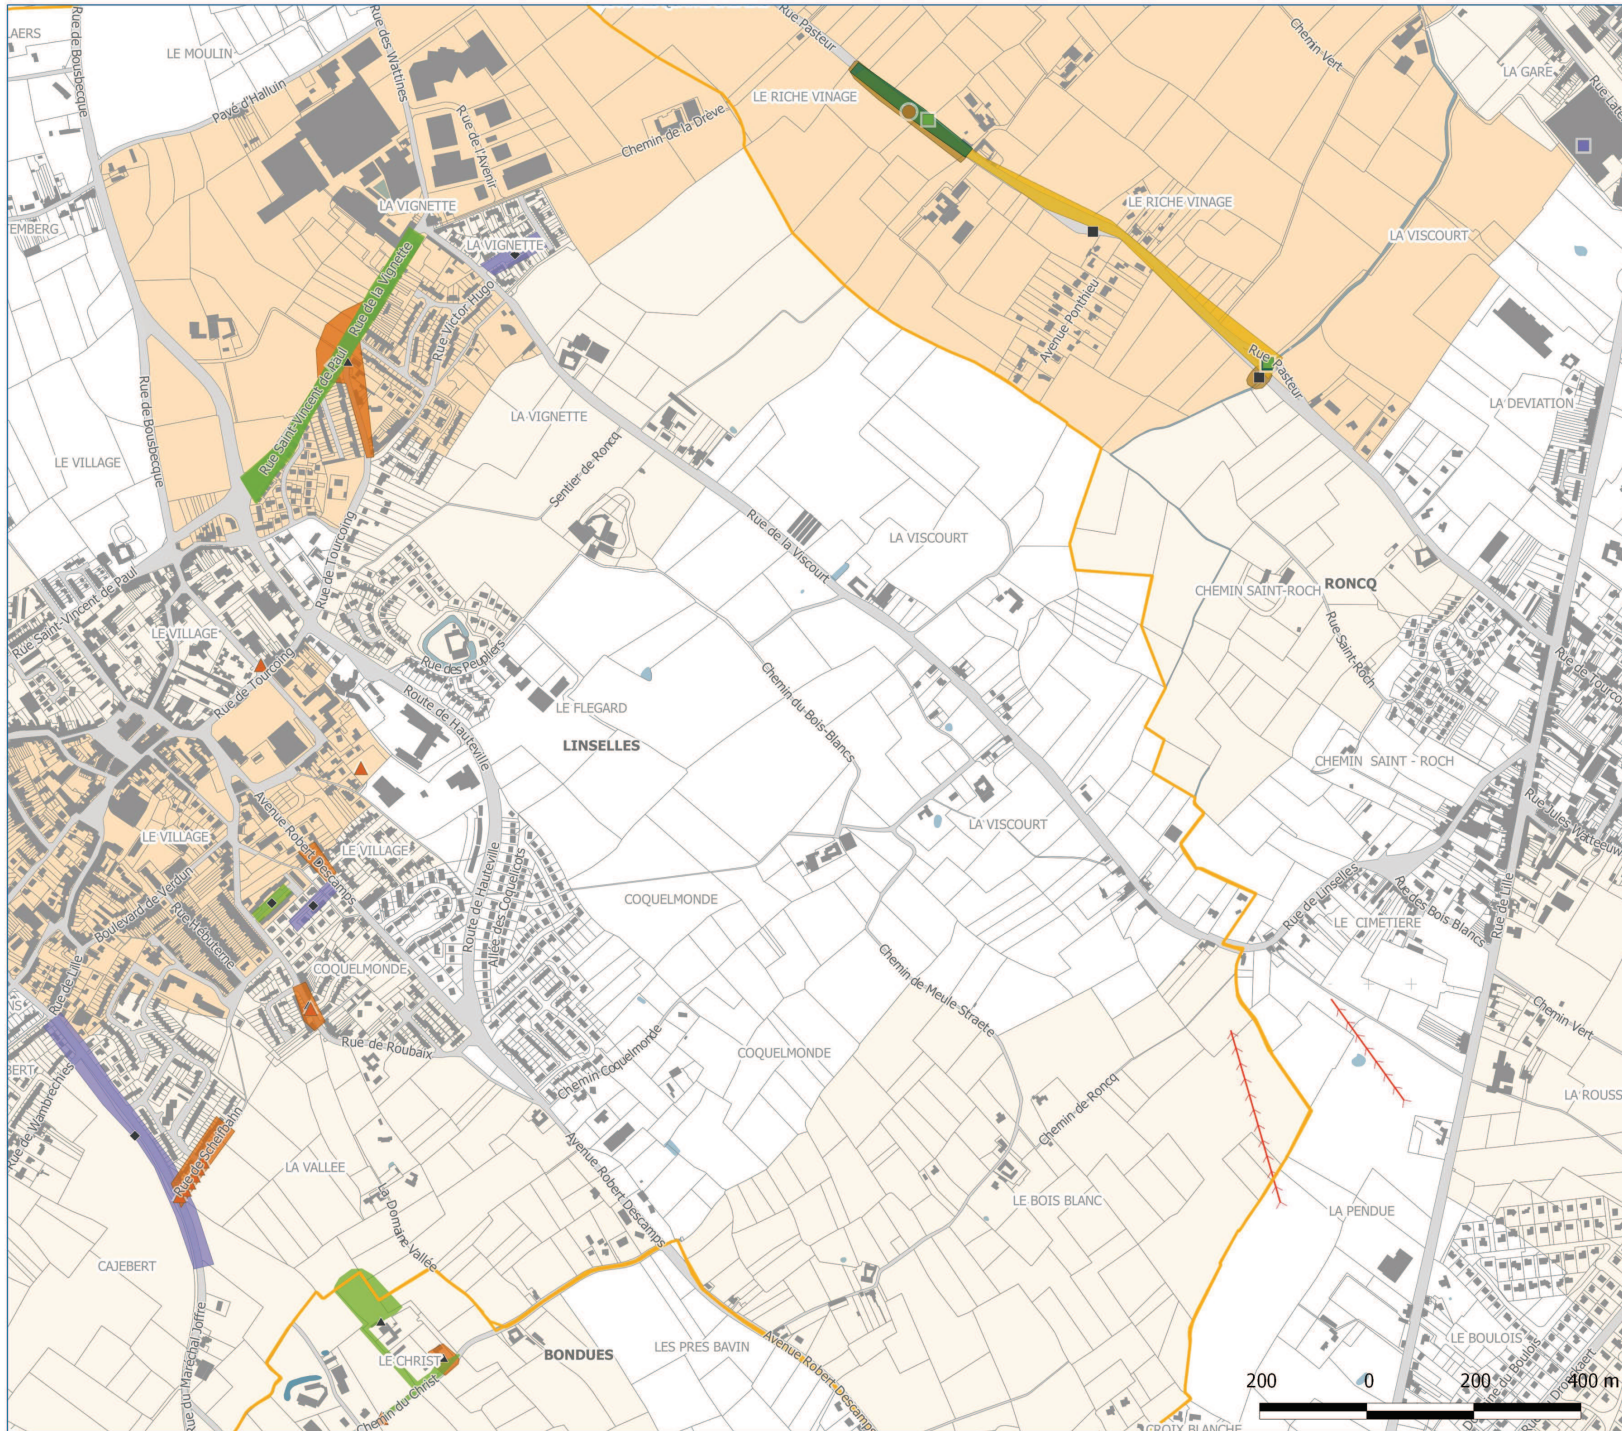 Rue Pasteur
Chemin Vert
LAERS
Rue de Bousbecque
LE MOULIN
Rue des Wattines
LA GARE
Pavé d'Halluin
LE RICHE VINAGE
Rue de l'Avenir
Chemin de la Drève
LA VIGNETTE
LE RICHE VINAGE
TEMBERG
LA VIGNETTE
LA VISCOURT
Rue de la Vignette
Rue Victor Hugo
Avenue Ponthieu
Rue Pasteur
Rue de Bousbecque
Rue Saint-Vincent de Paul
LA VIGNETTE
LA DEVIATION
LE VILLAGE
Sentier de Roncq
Rue de la Viscourt
LA VISCOURT
Rue de Tourcoing
CHEMIN SAINT-ROCH
RONCQ
Rue Saint-Vincent de Paul
LE VILLAGE
Rue Saint-Roch
Rue des Peupliers
Rue de Tourcoing
Rue de Tourco
Route de Hauteville
Chemin du Bois-Blancs
LE FLEGARD
LINSELLES
CHEMIN SAINT - ROCH
Avenue Robert Descamps
LE VILLAGE
LE VILLAGE
LA VISCOURT
Rue Jules Watteeuw
Boulevard de Verdun
Rue Hébuterne
Route de Hauteville
Allée des Coquelicots
COQUELMONDE
Rue de Linselles
Rue des Bois Blancs
Rue de Lille
LE CIMETIERE
COQUELMONDE
Rue de Lille
Chemin de Meule Straete
Chemin Vert
Rue de Roubaix
COQUELMONDE
Chemin Coquelmonde
BERT
Rue de Wambrechies
LA ROUSS
Chemin de Roncq
Rue de Scheifbahn
LA VALLEE
Avenue Robert Descamps
La Domaine Vallée
LE BOIS BLANC
LA PENDUE
CAJEBERT
LE BOULOIS
LES PRES BAVIN
BONDUES
LE CHRIST
Avenue Robert Descamps
Maréchal Joffre
Chemin du Christ
200 0 200 400 m
CROIX BLANCHE